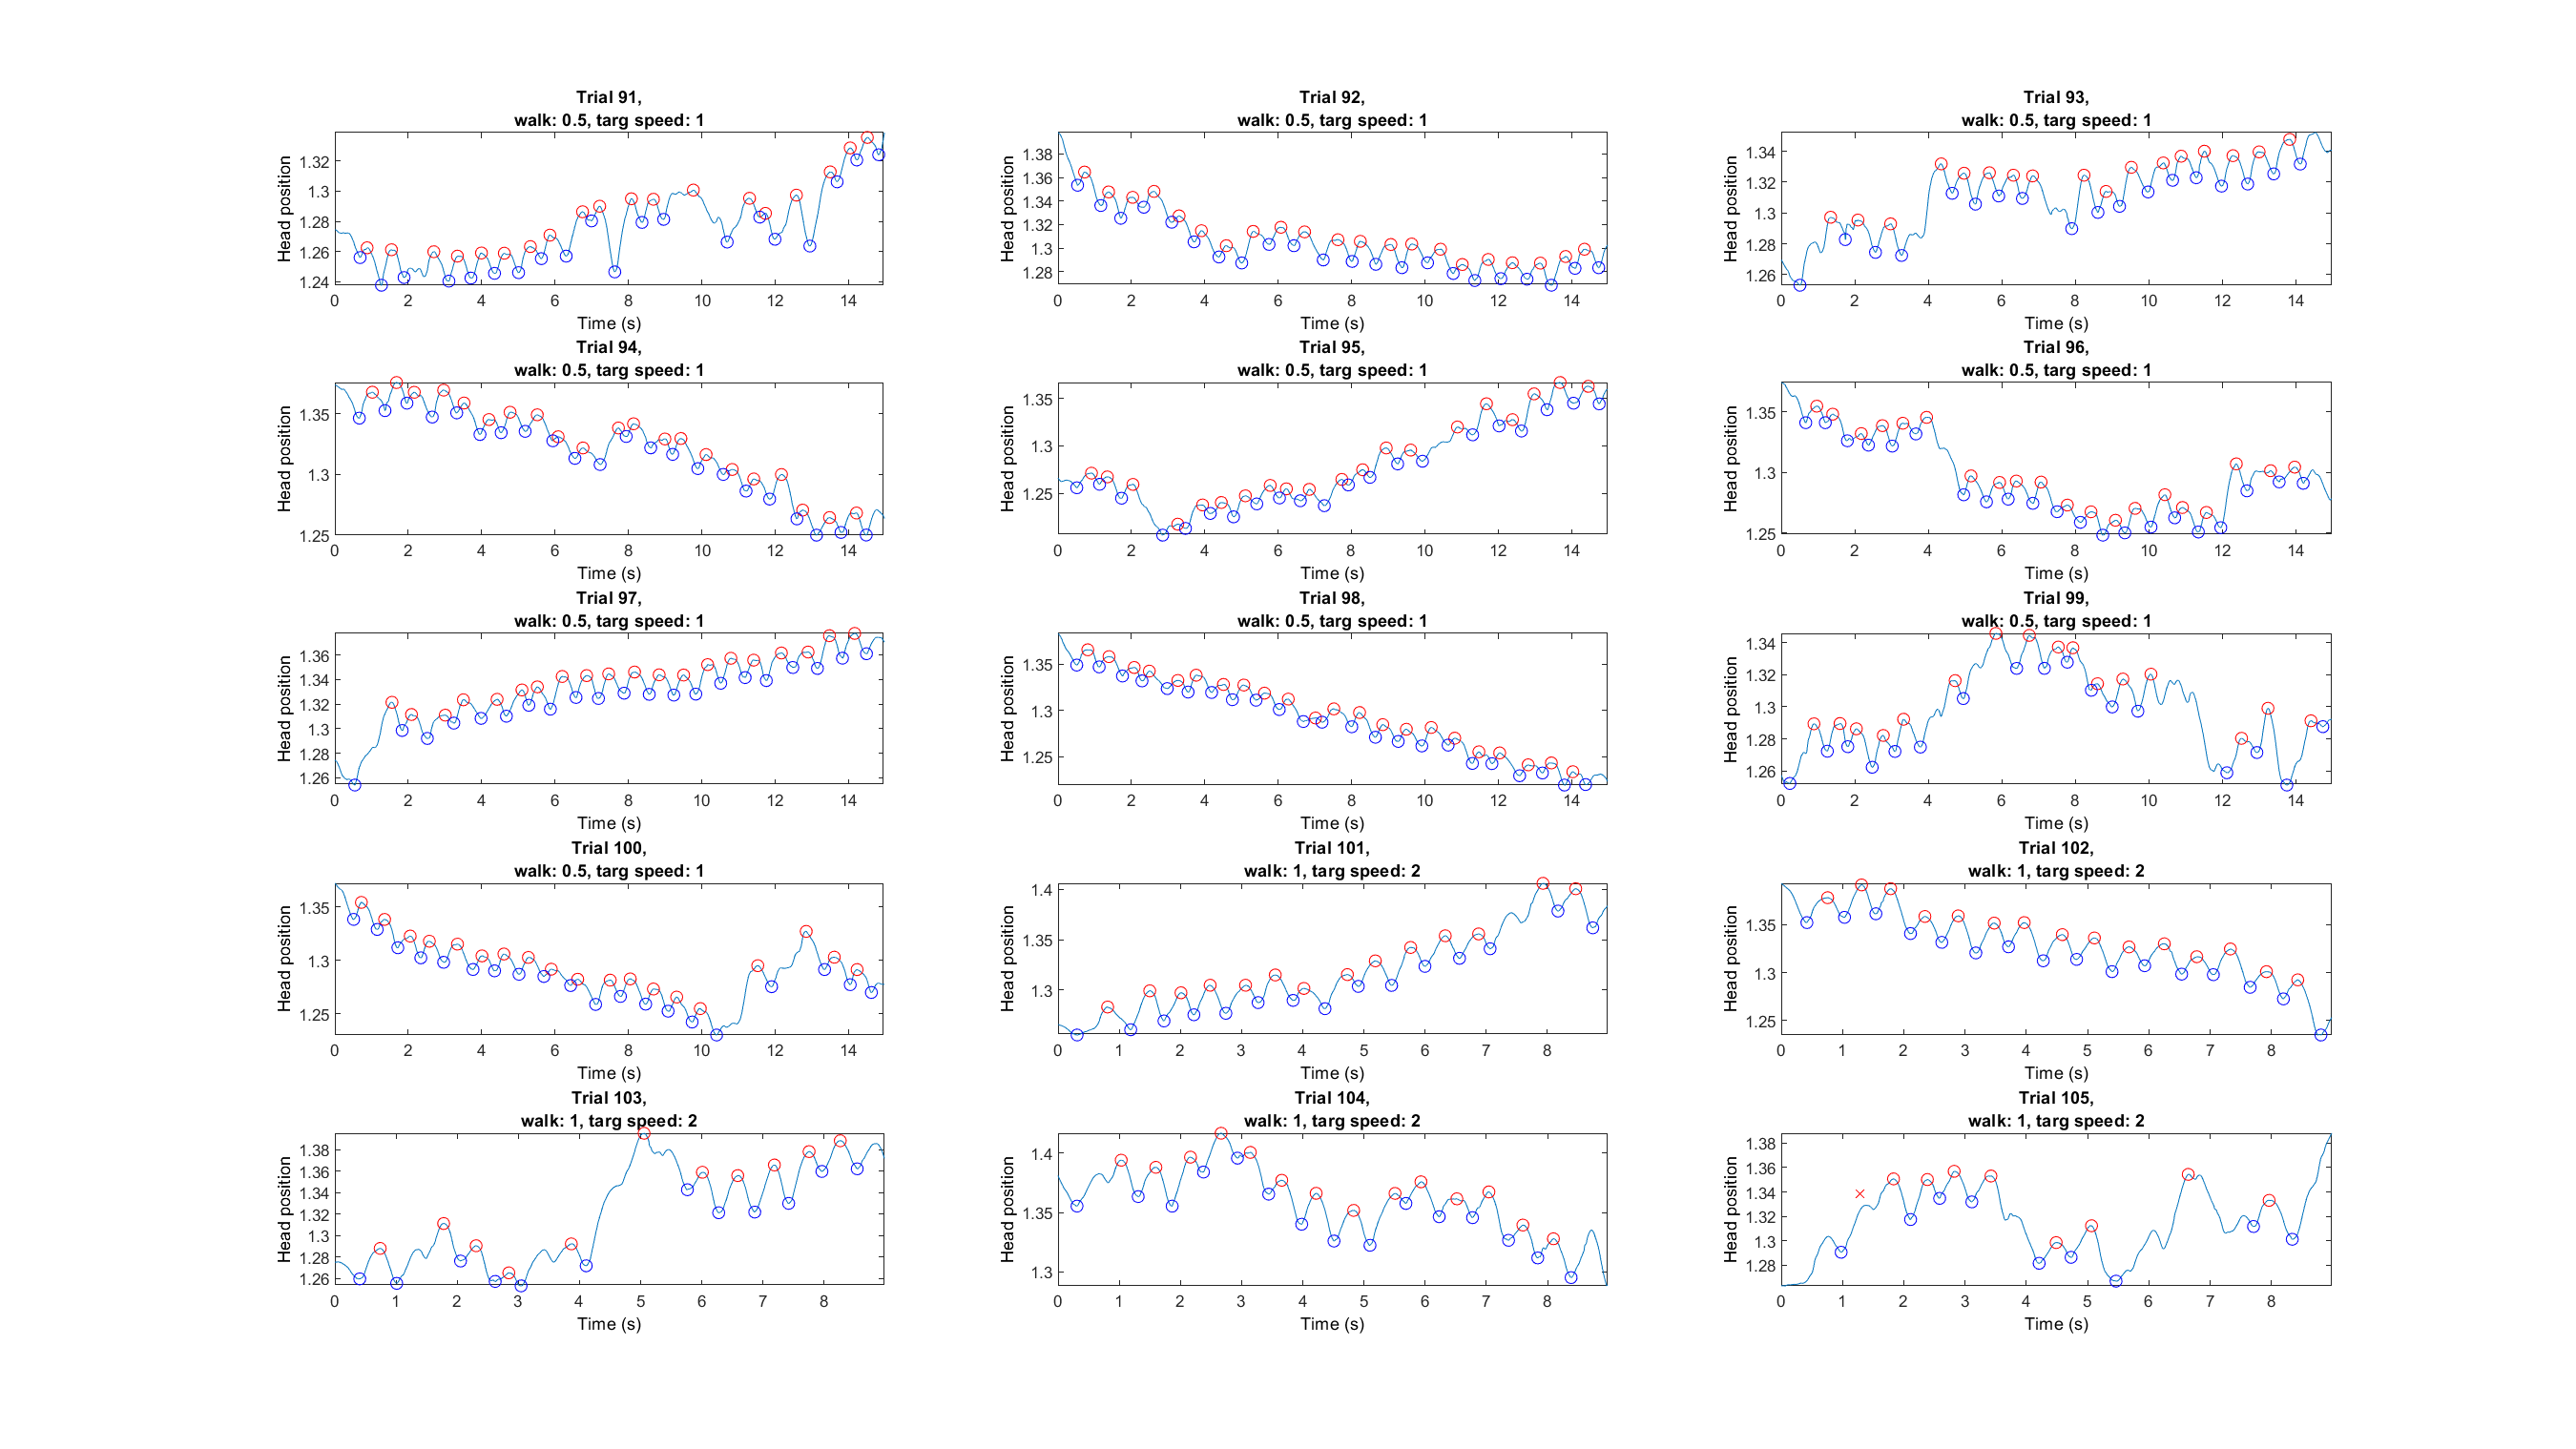 Trial 91,
walk: 0.5, targ speed: 1
Head position
1.32
1.3
1.28
1.26
1.24
0 2 4 6 8 10 12 14
Time (s)
Trial 92,
walk: 0.5, targ speed: 1
Head position
1.38
1.36
1.34
1.32
1.3
1.28
0 2 4 6 8 10 12 14
Time (s)
Trial 93,
walk: 0.5, targ speed: 1
Head position
1.34
1.32
1.3
1.28
1.26
0 2 4 6 8 10 12 14
Time (s)
Trial 94,
walk: 0.5, targ speed: 1
Head position
1.35
1.3
1.25
0 2 4 6 8 10 12 14
Time (s)
Trial 95,
walk: 0.5, targ speed: 1
Head position
1.35
1.3
1.25
0 2 4 6 8 10 12 14
Time (s)
Trial 96,
walk: 0.5, targ speed: 1
Head position
1.35
1.3
1.25
0 2 4 6 8 10 12 14
Time (s)
Trial 97,
walk: 0.5, targ speed: 1
Head position
1.36
1.34
1.32
1.3
1.28
1.26
0 2 4 6 8 10 12 14
Time (s)
Trial 98,
walk: 0.5, targ speed: 1
Head position
1.35
1.3
1.25
0 2 4 6 8 10 12 14
Time (s)
Trial 99,
walk: 0.5, targ speed: 1
Head position
1.34
1.32
1.3
1.28
1.26
0 2 4 6 8 10 12 14
Time (s)
Trial 100,
walk: 0.5, targ speed: 1
Head position
1.35
1.3
1.25
0 2 4 6 8 10 12 14
Time (s)
Trial 101,
walk: 1, targ speed: 2
Head position
1.4
1.35
1.3
0 1 2 3 4 5 6 7 8
Time (s)
Trial 102,
walk: 1, targ speed: 2
Head position
1.35
1.3
1.25
0 1 2 3 4 5 6 7 8
Time (s)
Trial 103,
walk: 1, targ speed: 2
Head position
1.38
1.36
1.34
1.32
1.3
1.28
1.26
0 1 2 3 4 5 6 7 8
Time (s)
Trial 104,
walk: 1, targ speed: 2
Head position
1.4
1.35
1.3
0 1 2 3 4 5 6 7 8
Time (s)
Trial 105,
walk: 1, targ speed: 2
Head position
1.38
1.36
1.34
1.32
1.3
1.28
0 1 2 3 4 5 6 7 8
Time (s)